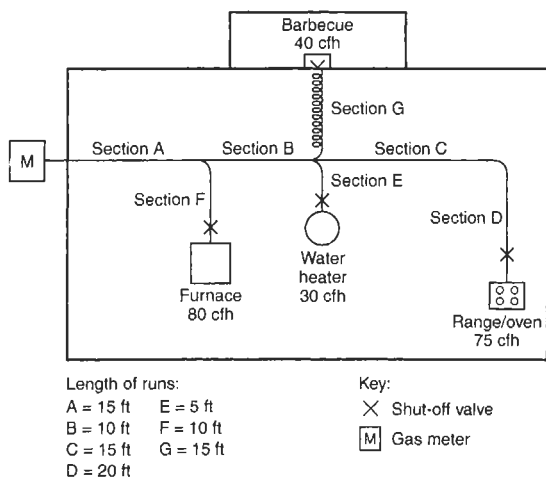 Barbecue
40 cfh
Section G
Section A
Section B
Section C
M
Section E
Section F
Section D
Furnace
80 cfh
Water
heater
30 cfh
Range/oven
75 cfh
Length of runs:
A = 15 ft E = 5 ft
B = 10 ft F = 10 ft
C = 15 ft G = 15 ft
D = 20 ft
Key:
Shut-off valve
M Gas meter